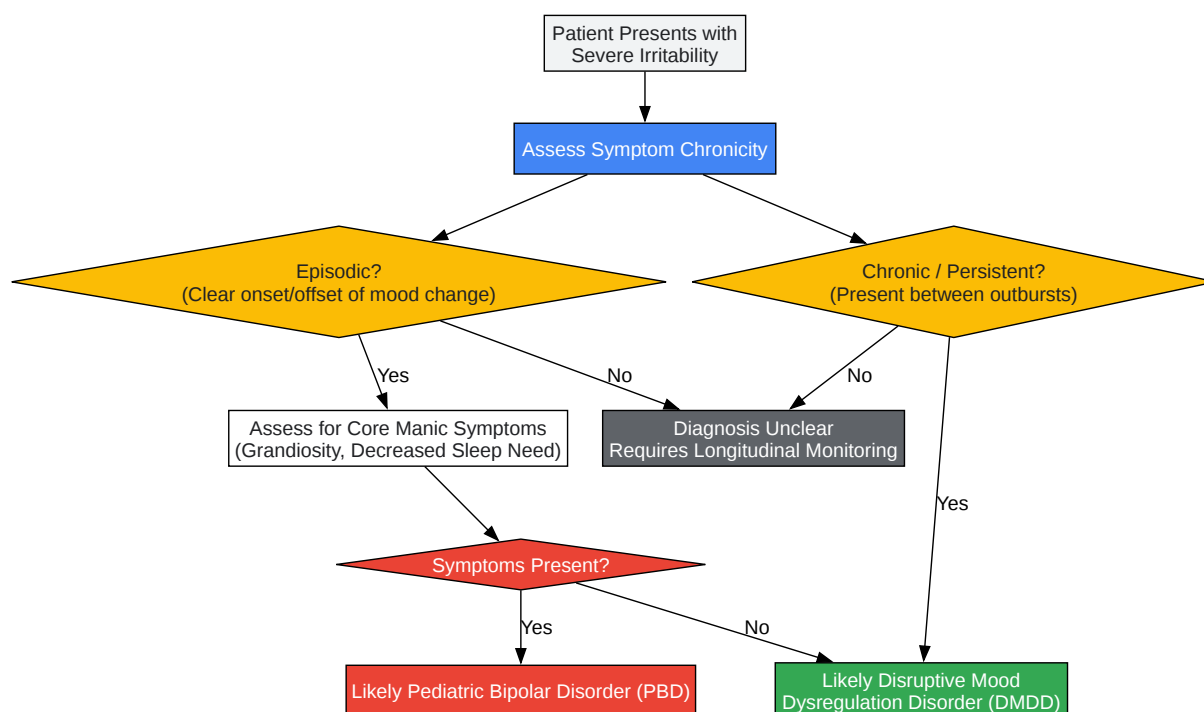 Patient Presents with
Severe Irritability
Assess Symptom Chronicity
Episodic?
(Clear onset/offset of mood change)
Chronic / Persistent?
(Present between outbursts)
Yes
No
No
Assess for Core Manic Symptoms
(Grandiosity, Decreased Sleep Need)
Diagnosis Unclear
Requires Longitudinal Monitoring
Yes
Symptoms Present?
Yes
No
Likely Pediatric Bipolar Disorder (PBD)
Likely Disruptive Mood
Dysregulation Disorder (DMDD)